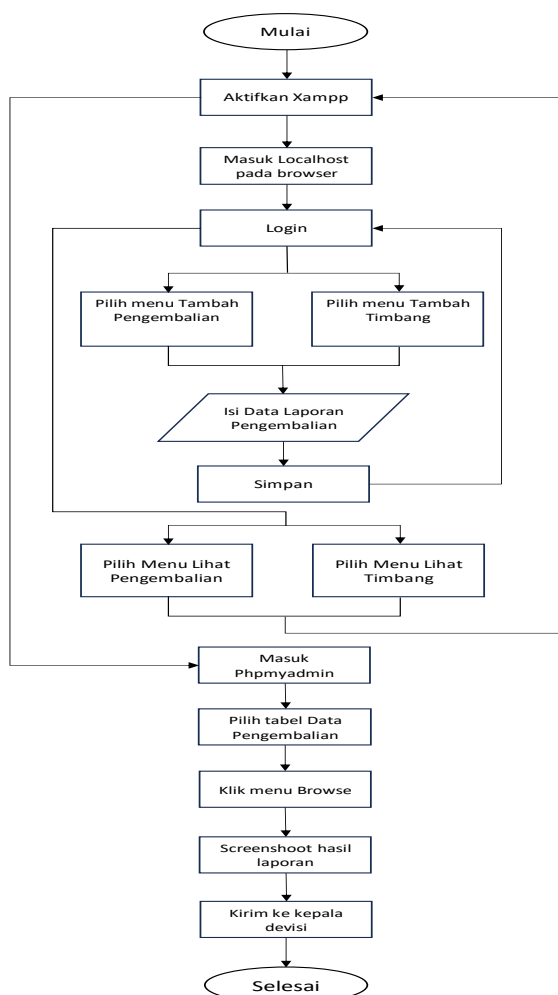 Mulai
Aktifkan Xampp
Masuk Localhost
pada browser
Login
Pilih menu Tambah
Pengembalian
Pilih menu Tambah
Timbang
Isi Data Laporan
Pengembalian
Simpan
Pilih Menu Lihat
Pengembalian
Pilih Menu Lihat
Timbang
Masuk
Phpmyadmin
Pilih tabel Data
Pengembalian
Klik menu Browse
Screenshoot hasil
laporan
Kirim ke kepala
devisi
Selesai